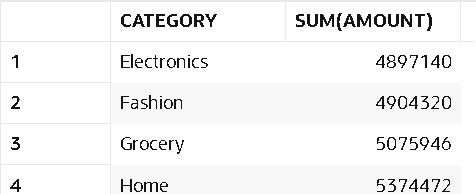 CATEGORY SUM(AMOUNT)
1 Electronics 4897140
2 Fashion 4904320
3 Grocery 5075946
4 Home 5374472